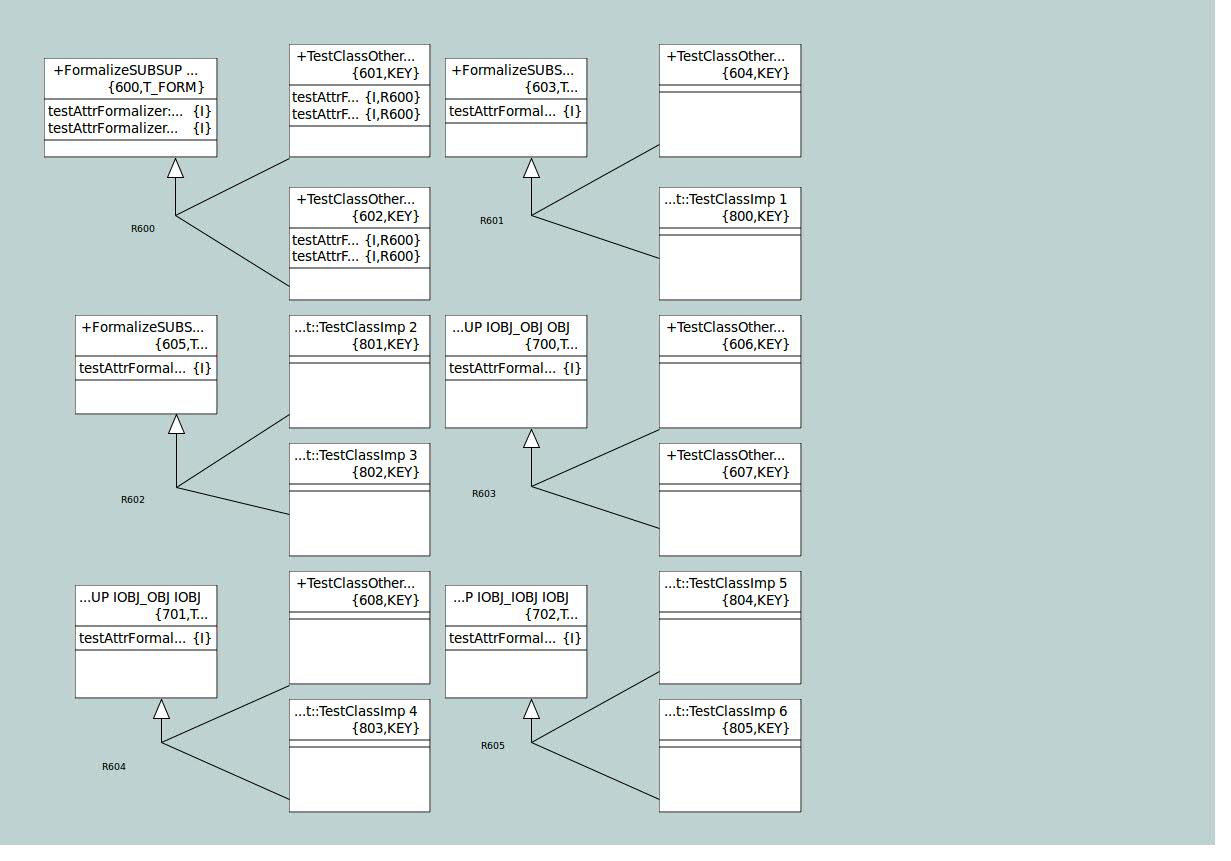 +FormalizeSUBSUP ...
{600,T_FORM}
testAttrFormalizer:... {I}
testAttrFormalizer... {I}
+TestClassOther...
{601,KEY}
testAttrF... {I,R600}
testAttrF... {I,R600}
+TestClassOther...
{602,KEY}
testAttrF... {I,R600}
testAttrF... {I,R600}
R600
+FormalizeSUBS...
{603,T...
testAttrFormal... {I}
+TestClassOther...
{604,KEY}
...t::TestClassImp 1
{800,KEY}
R601
+FormalizeSUBS...
{605,T...
testAttrFormal... {I}
...t::TestClassImp 2
{801,KEY}
...t::TestClassImp 3
{802,KEY}
R602
...UP IOBJ_OBJ OBJ
{700,T...
testAttrFormal... {I}
+TestClassOther...
{606,KEY}
+TestClassOther...
{607,KEY}
R603
...UP IOBJ_OBJ IOBJ
{701,T...
testAttrFormal... {I}
+TestClassOther...
{608,KEY}
...t::TestClassImp 4
{803,KEY}
R604
...P IOBJ_IOBJ IOBJ
{702,T...
testAttrFormal... {I}
...t::TestClassImp 5
{804,KEY}
...t::TestClassImp 6
{805,KEY}
R605